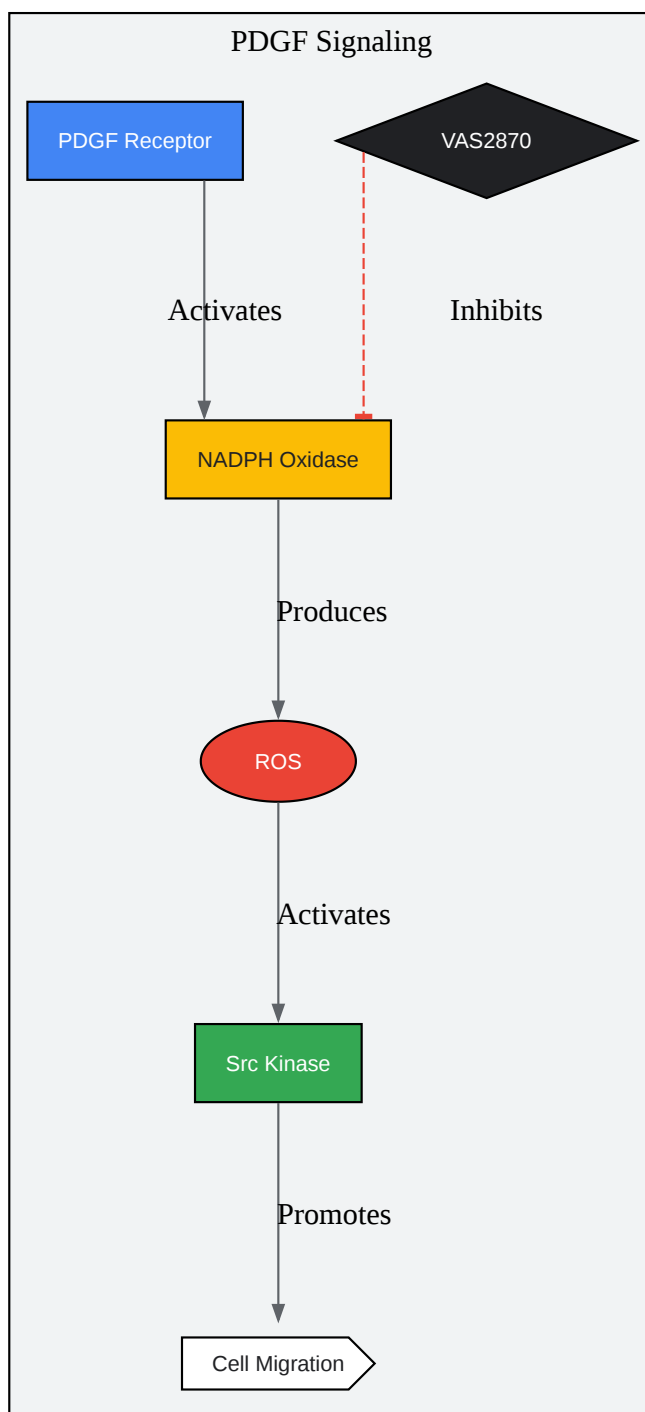 PDGF Signaling
PDGF Receptor
VAS2870
Activates
Inhibits
NADPH Oxidase
Produces
ROS
Activates
Src Kinase
Promotes
Cell Migration